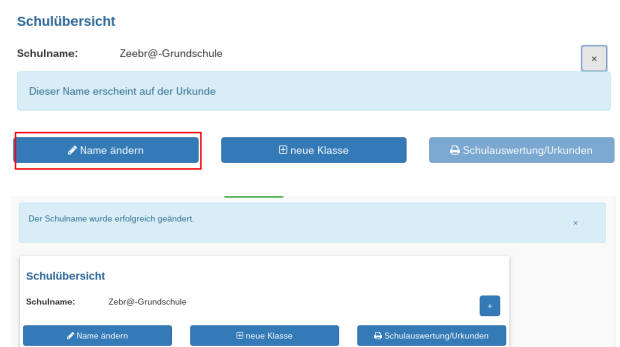 Schulübersicht
Schulname: Zeebr@-Grundschule ×
Dieser Name erscheint auf der Urkunde
Name ändern neue Klasse Schulauswertung/Urkunden
Der Schulname wurde erfolgreich geändert. ×
Schulübersicht
Schulname: Zebr@-Grundschule +
Name ändern neue Klasse Schulauswertung/Urkunden